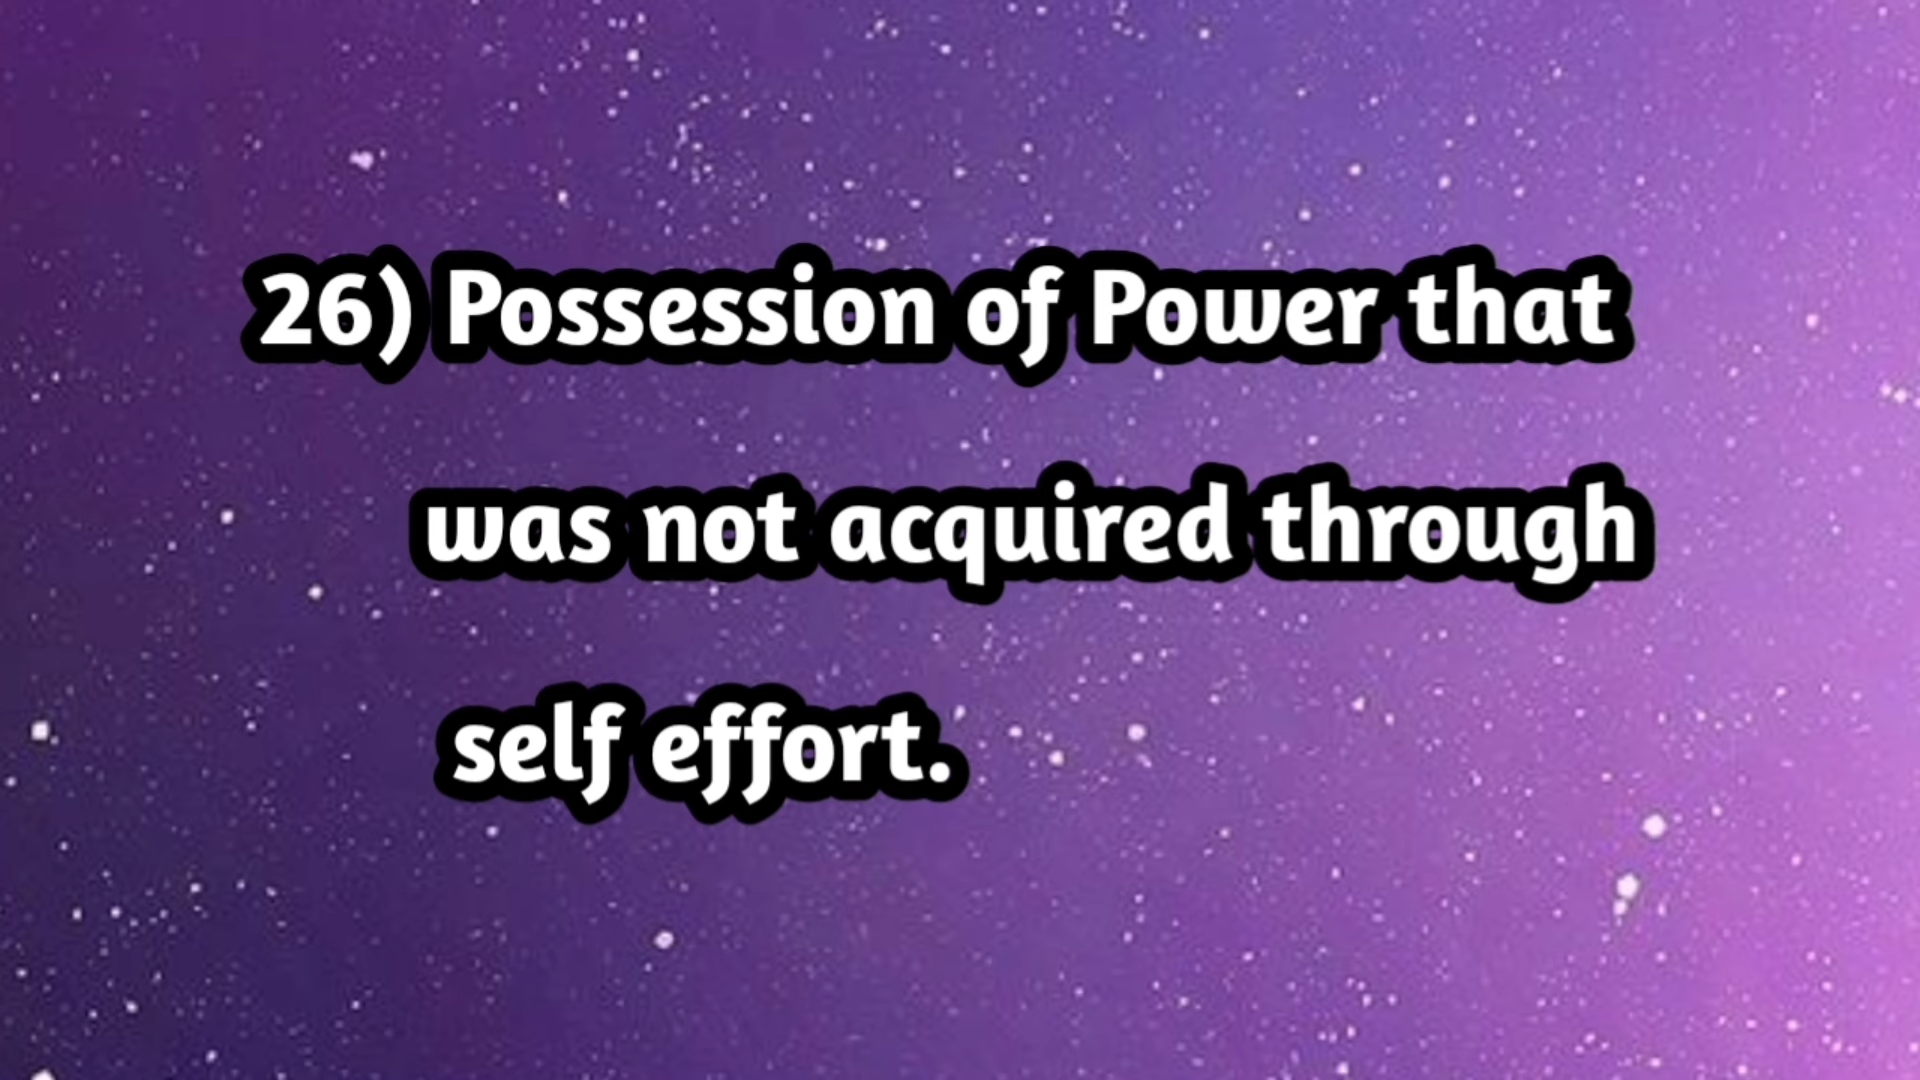 26) Possession of Power that
was not acquired through
self effort.